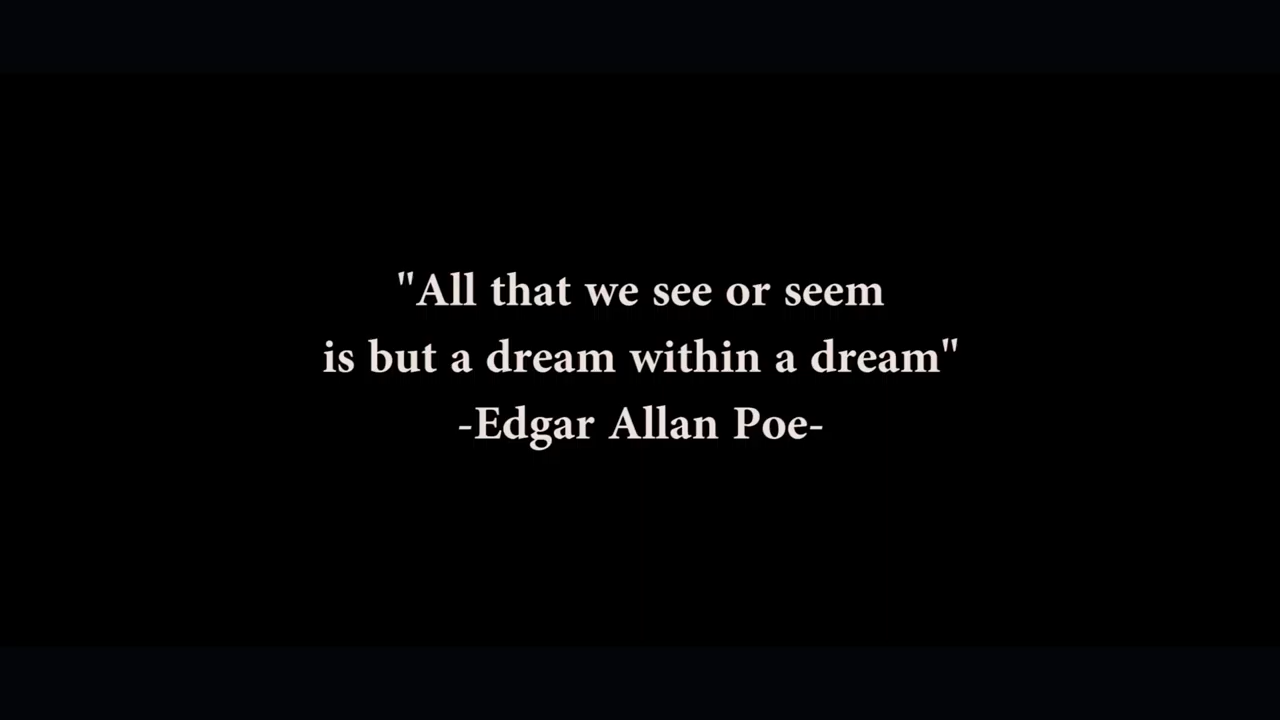 "All that we see or seem
is but a dream within a dream"
-Edgar Allan Poe-